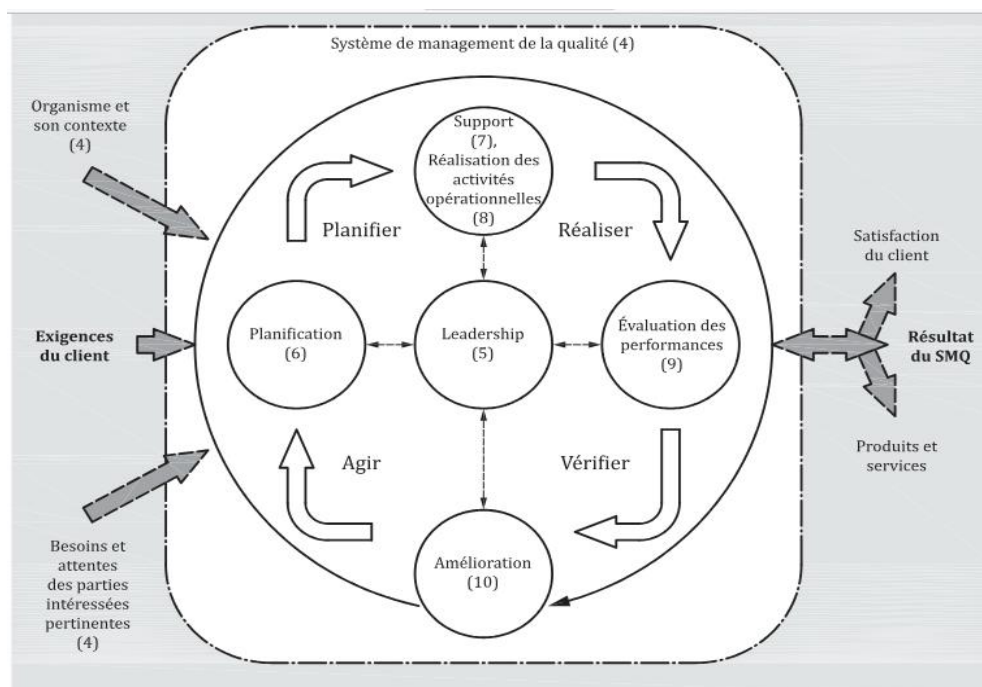 Système de management de la qualité (4)
Organisme et
son contexte
(4)
Support
(7),
Réalisation des
activités
opérationnelles
(8)
Planifier
Réaliser
Satisfaction
du client
Exigences
du client
Planification
(6)
Leadership
(5)
Évaluation des
performances
(9)
Résultat
du SMQ
Agir
Vérifier
Produits et
services
Besoins et
attentes
des parties
intéressées
pertinentes
(4)
Amélioration
(10)